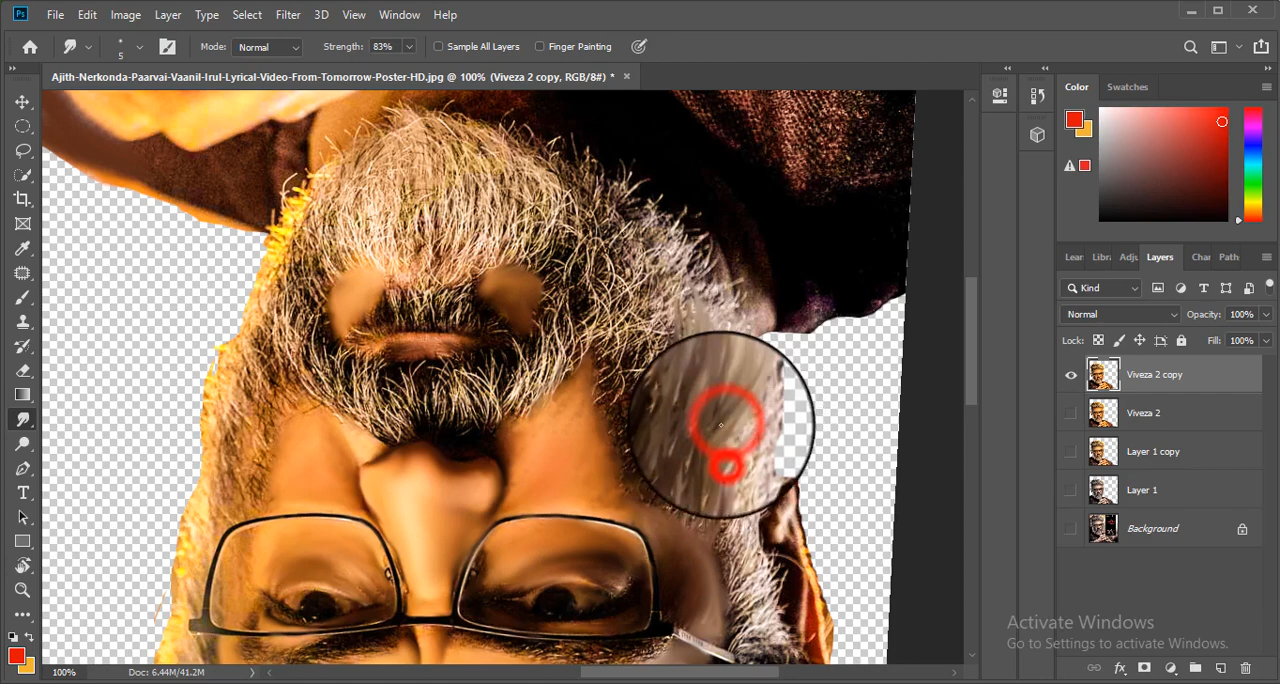 Ps File Edit Image Layer Type Select Filter 3D View Window Help
5 Mode: Normal Strength: 83% Sample All Layers Finger Painting
Ajith-Nerkonda-Paarvai-Vaanil-Irul-Lyrical-Video-From-Tomorrow-Poster-HD.jpg @ 100% (Viveza 2 copy, RGB/8#) * ×
Color Swatches
Lear Libra Adju Layers Char Path
Kind
Normal Opacity: 100%
Lock: Fill: 100%
Viveza 2 copy
Viveza 2
Layer 1 copy
Layer 1
Background
Activate Windows
Go to Settings to activate Windows.
100% Doc: 6.44M/41.2M
fx